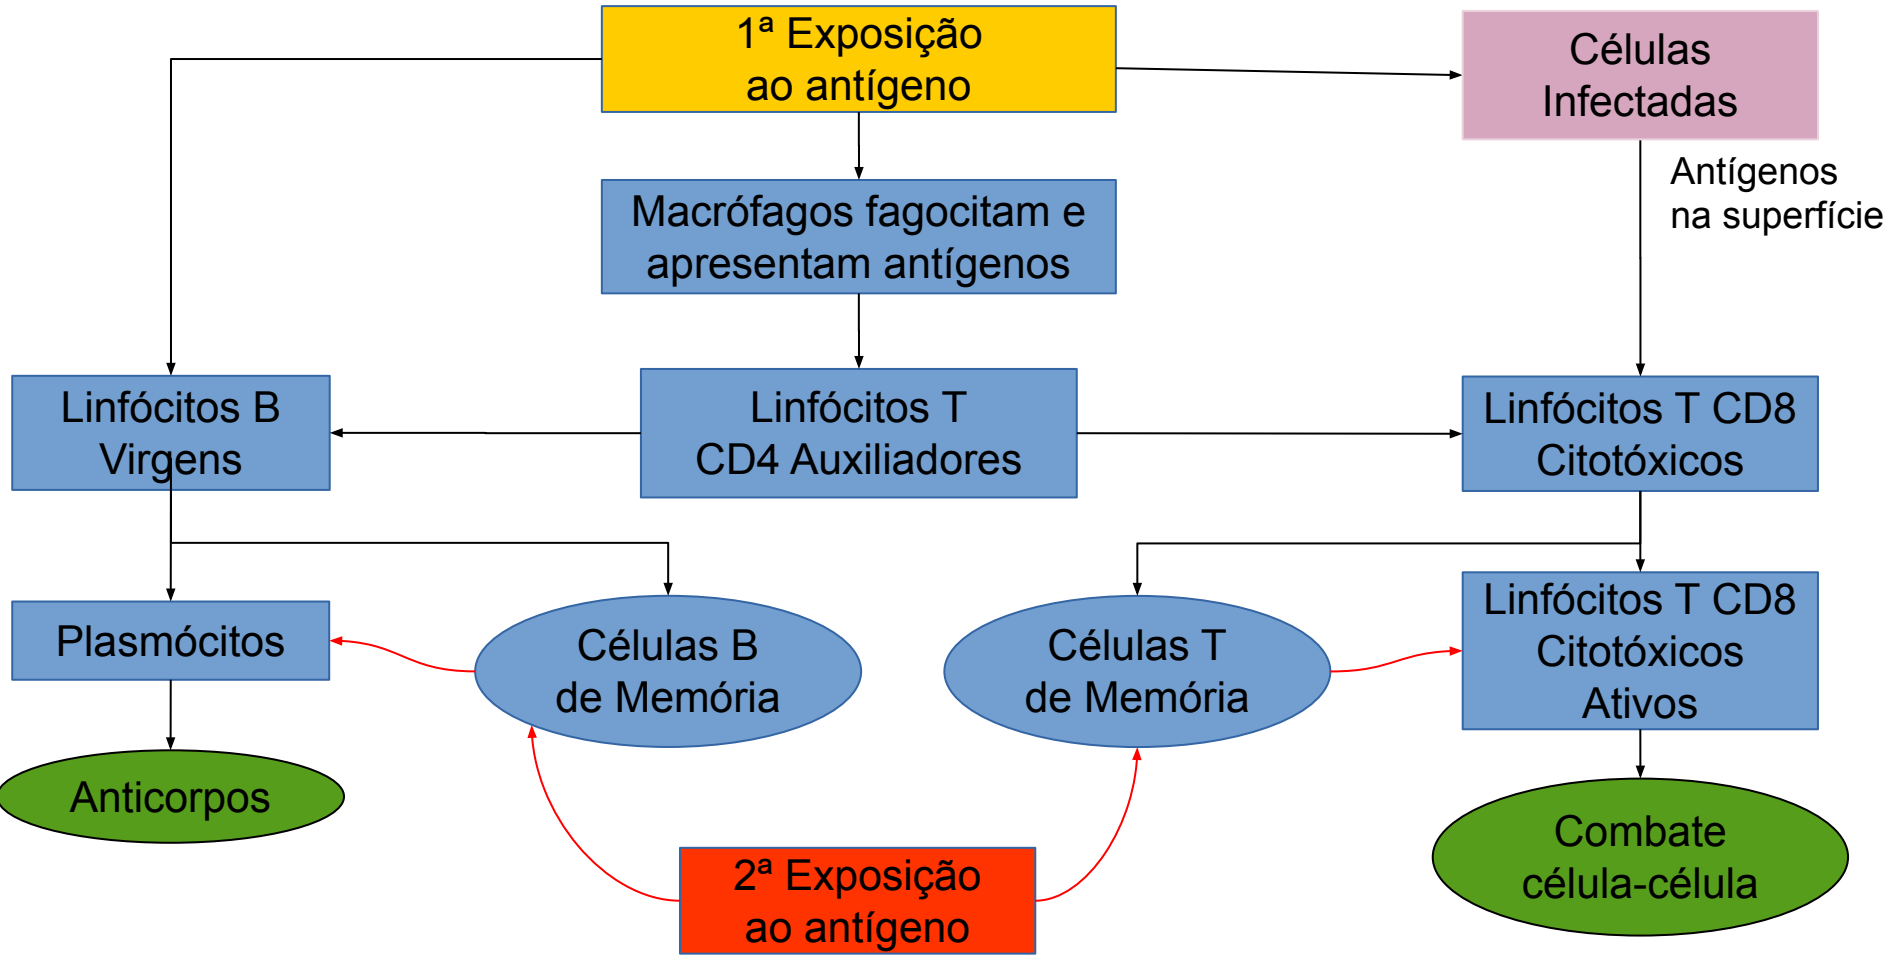 1ª Exposição
ao antígeno
Células
Infectadas
Antígenos
na superfície
Macrófagos fagocitam e
apresentam antígenos
Linfócitos B
Virgens
Linfócitos T
CD4 Auxiliadores
Linfócitos T CD8
Citotóxicos
Plasmócitos
Células B
de Memória
Células T
de Memória
Linfócitos T CD8
Citotóxicos
Ativos
Anticorpos
Combate
célula-célula
2ª Exposição
ao antígeno